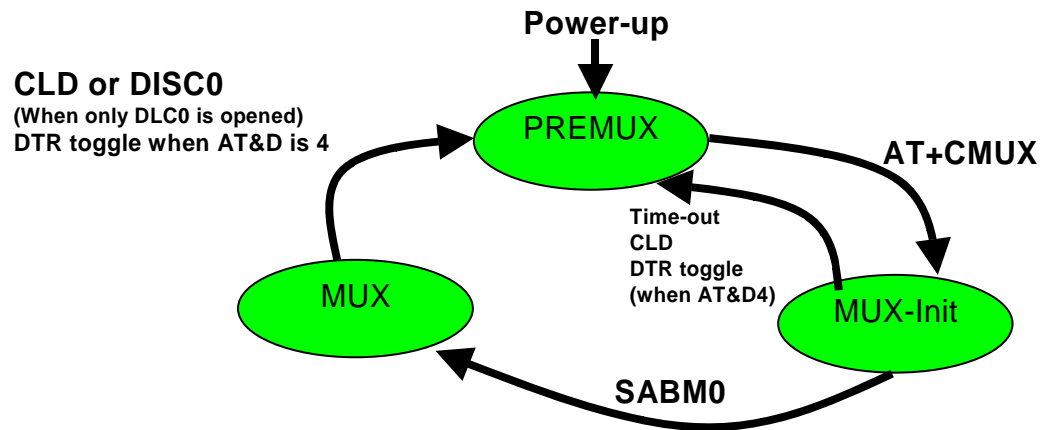 Power-up
CLD or DISC0
(When only DLC0 is opened)
DTR toggle when AT&D is 4
PREMUX
AT+CMUX
Time-out
CLD
DTR toggle
(when AT&D4)
MUX
MUX-Init
SABM0